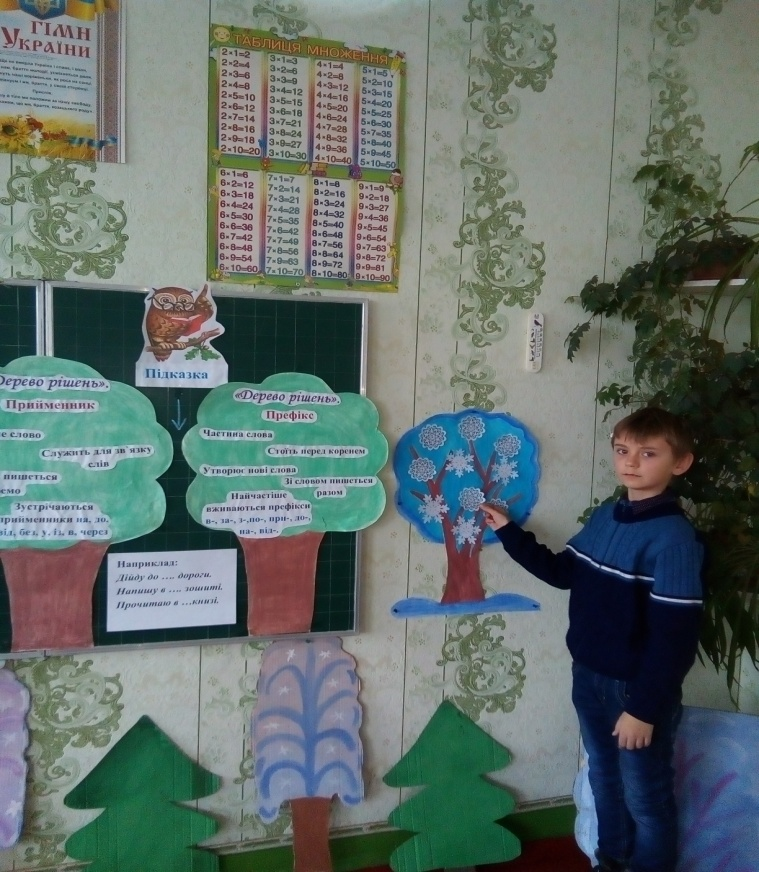 ГІМН
УКРАЇНИ
ТАБЛИЦЯ МНОЖЕННЯ
2×1=2
2×2=4
2×3=6
2×4=8
2×5=10
2×6=12
2×7=14
2×8=16
2×9=18
2×10=20
3×1=3
3×2=6
3×3=9
3×4=12
3×5=15
3×6=18
3×7=21
3×8=24
3×9=27
3×10=30
4×1=4
4×2=8
4×3=12
4×4=16
4×5=20
4×6=24
4×7=28
4×8=32
4×9=36
4×10=40
5×1=5
5×2=10
5×3=15
5×4=20
5×5=25
5×6=30
5×7=35
5×8=40
5×9=45
5×10=50
6×1=6
6×2=12
6×3=18
6×4=24
6×5=30
6×6=36
6×7=42
6×8=48
6×9=54
6×10=60
7×1=7
7×2=14
7×3=21
7×4=28
7×5=35
7×6=42
7×7=49
7×8=56
7×9=63
7×10=70
8×1=8
8×2=16
8×3=24
8×4=32
8×5=40
8×6=48
8×7=56
8×8=64
8×9=72
8×10=80
9×1=9
9×2=18
9×3=27
9×4=36
9×5=45
9×6=54
9×7=63
9×8=72
9×9=81
9×10=90
Підказка
Дерево рішень».
Прийменник
слово
Служить для зв`язку
слів
пишеться
Зустрічаються
прийменники на, до,
від, без, у, із, в, через
«Дерево рішень».
Префікс
Частина слова
Стоїть перед коренем
Утворює нові слова
Зі словом пишеться
разом
Найчастіше
вживаються префікси
в-, за-, з-,по-, при-, до-,
на-, від-.
Наприклад:
Дійду до …. дороги.
Напишу в …. зошиті.
Прочитаю в …книзі.